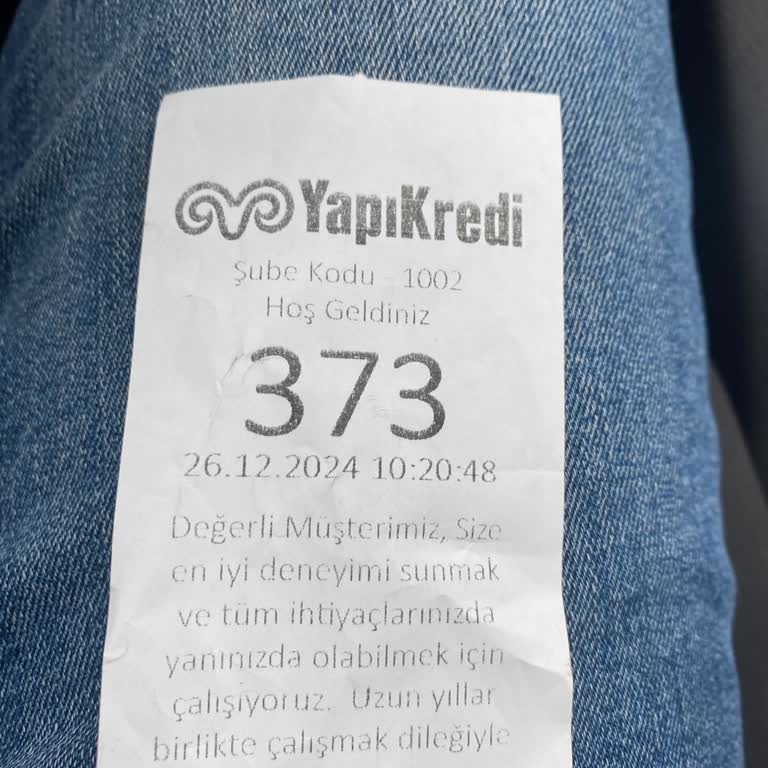 YapıKredi
Şube Kodu - 1002
Hoş Geldiniz
373
26.12.2024 10:20:48
Değerli Müşterimiz, Size
en iyi deneyimi sunmak
ve tüm ihtiyaçlarınızda
yanınızda olabilmek için
çalışıyoruz. Uzun yıllar
birlikte çalışmak dileğiyle